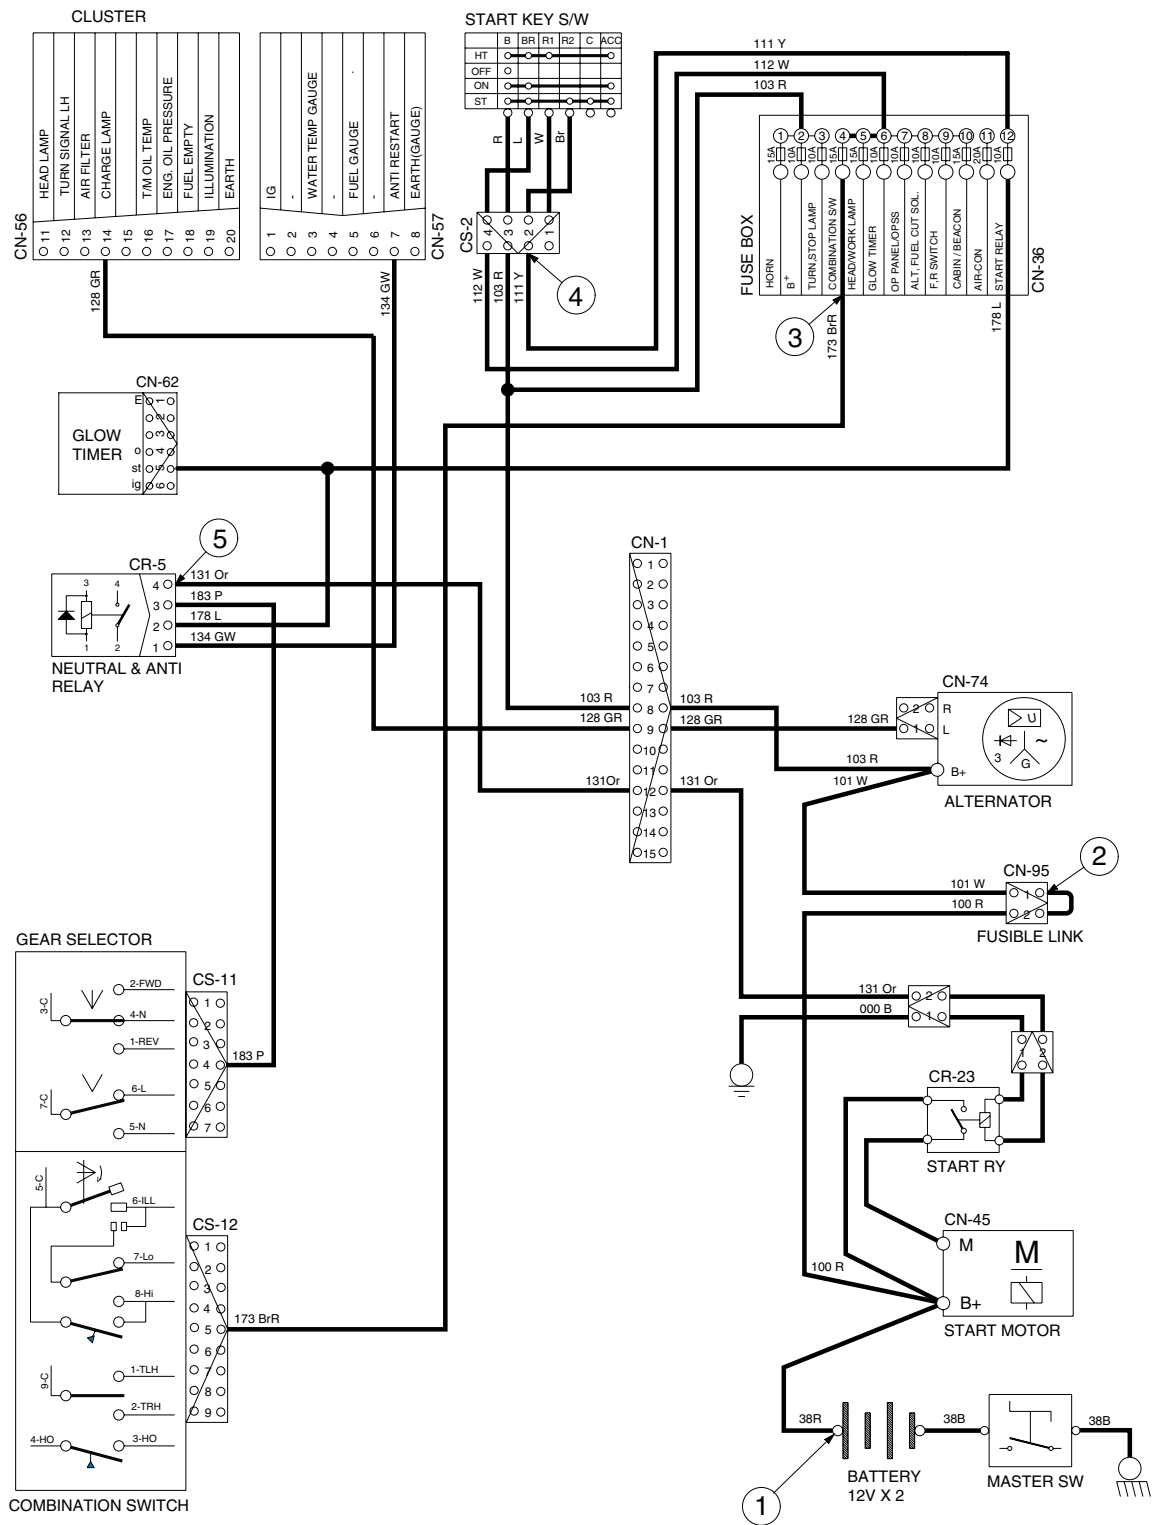 CLUSTER
HEAD LAMP
TURN SIGNAL LH
AIR FILTER
CHARGE LAMP
T/M OIL TEMP
ENG. OIL PRESSURE
FUEL EMPTY
ILLUMINATION
EARTH
CN-56
11 12 13 14 15 16 17 18 19 20
128 GR
IG
-
WATER TEMP GAUGE
-
FUEL GAUGE
-
ANTI RESTART
EARTH(GAUGE)
CN-57
1 2 3 4 5 6 7 8
134 GW
START KEY S/W
B BR R1 R2 C ACC
HT
OFF
ON
ST
R L W Br
CS-2
4 3 2 1
112 W
103 R
111 Y
4
111 Y
112 W
103 R
FUSE BOX
1 2 3 4 5 6 7 8 9 10 11 12
15A 10A 10A 15A 15A 10A 10A 10A 10A 15A 20A 10A
HORN
B+
TURN,STOP LAMP
COMBINATION S/W
HEAD/WORK LAMP
GLOW TIMER
OP PANEL/OPSS
ALT, FUEL CUT SOL.
F,R SWITCH
CABIN / BEACON
AIR-CON
START RELAY
CN-36
3
173 BrR
178 L
CN-62
GLOW
TIMER
E
o
st
ig
1
2
3
4
5
6
5
CR-5
3 4
1 2
4
3
2
1
131 Or
183 P
178 L
134 GW
NEUTRAL & ANTI
RELAY
CN-1
1
2
3
4
5
6
7
8
9
10
11
12
13
14
15
103 R
128 GR
131Or
103 R
128 GR
131 Or
CN-74
2 R
1 L
128 GR
103 R
101 W
B+
U
3
~
G
ALTERNATOR
2
CN-95
101 W
100 R
1
2
FUSIBLE LINK
GEAR SELECTOR
3-C
2-FWD
4-N
1-REV
7-C
6-L
5-N
CS-11
1
2
3
4
5
6
7
183 P
131 Or
000 B
2
1
1 2
CR-23
START RY
5-C
6-ILL
7-Lo
8-Hi
9-C
1-TLH
2-TRH
4-HO
3-HO
CS-12
1
2
3
4
5
6
7
8
9
173 BrR
COMBINATION SWITCH
CN-45
M
M
B+
100 R
START MOTOR
38R
38B
38B
1
BATTERY
12V X 2
MASTER SW